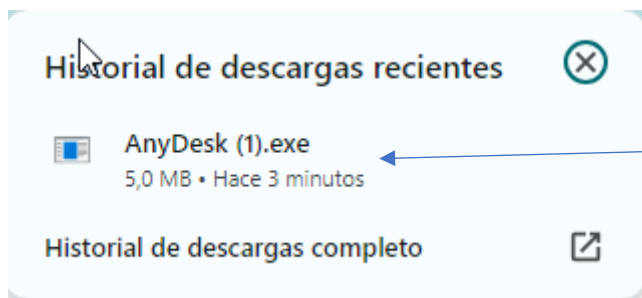 Historial de descargas recientes
AnyDesk (1).exe
5,0 MB • Hace 3 minutos
Historial de descargas completo